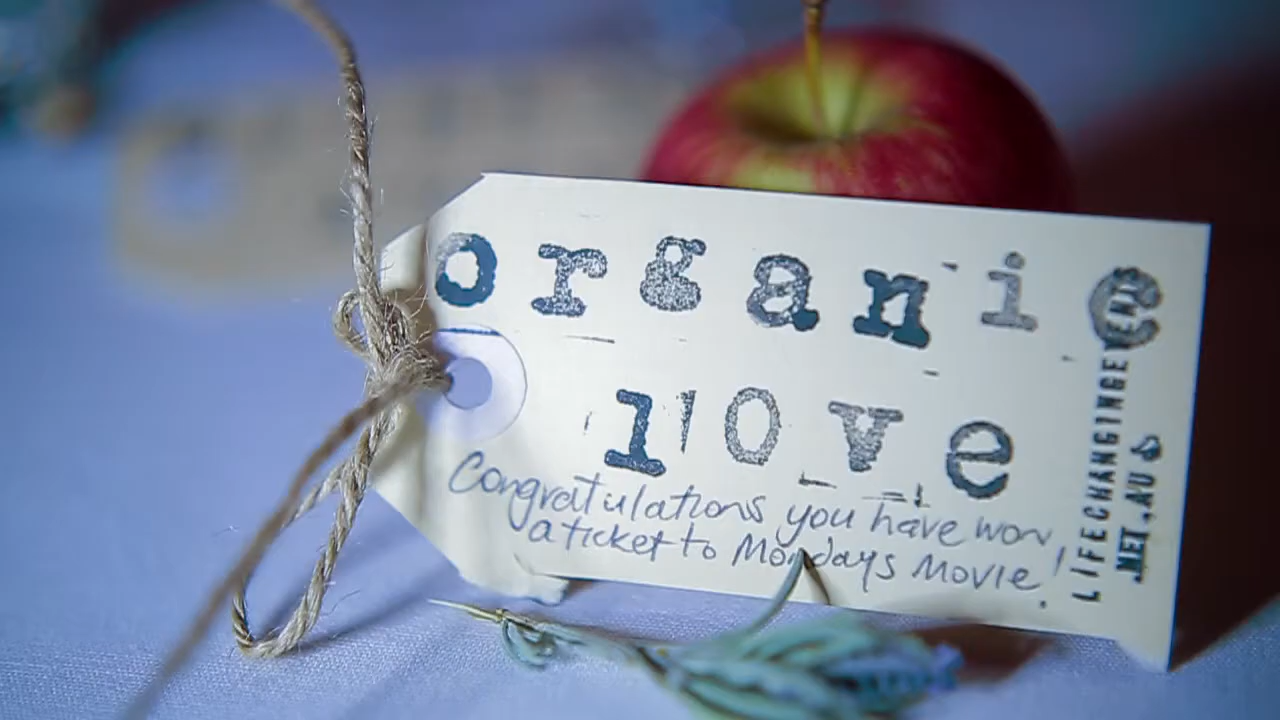 organic
love
Congratulations you have won
a ticket to Mondays Movie!
LIFECHANGINGEVENTS
.NET.AU